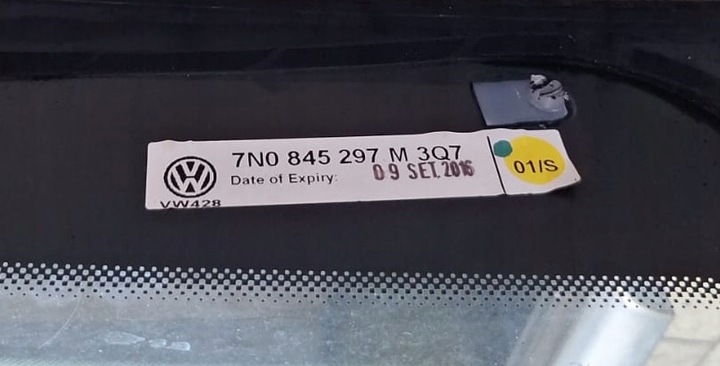 7N0 845 297 M 3Q7
Date of Expiry: 09 SET.2016
VW428
01/S